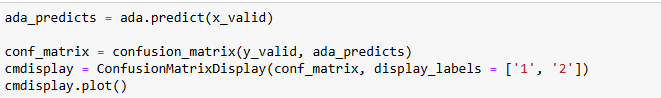 ada_predicts = ada.predict(x_valid)
conf_matrix = confusion_matrix(y_valid, ada_predicts)
cmdisplay = ConfusionMatrixDisplay(conf_matrix, display_labels = ['1', '2'])
cmdisplay.plot()